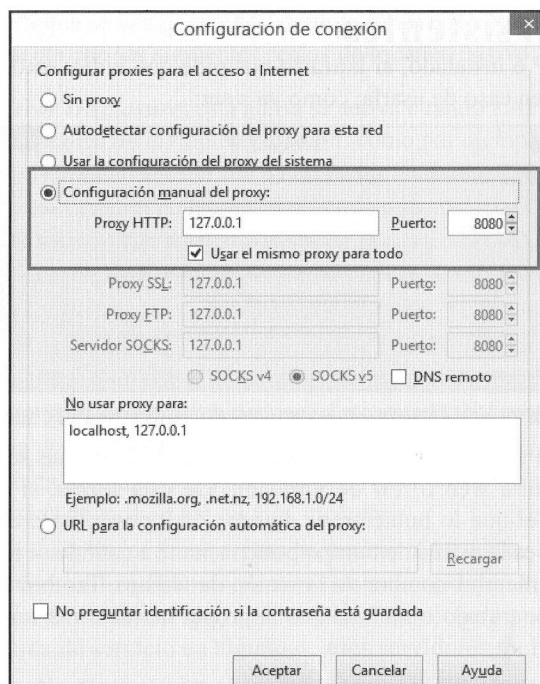 Configuración de conexión
Configurar proxies para el acceso a Internet
Sin proxy
Autodetectar configuración del proxy para esta red
Usar la configuración del proxy del sistema
Configuración manual del proxy:
Proxy HTTP: 127.0.0.1 Puerto: 8080
Usar el mismo proxy para todo
Proxy SSL: 127.0.0.1 Puerto: 8080
Proxy FTP: 127.0.0.1 Puerto: 8080
Servidor SOCKS: 127.0.0.1 Puerto: 8080
SOCKS v4 SOCKS v5 DNS remoto
No usar proxy para:
localhost, 127.0.0.1
Ejemplo: .mozilla.org, .net.nz, 192.168.1.0/24
URL para la configuración automática del proxy:
Recargar
No preguntar identificación si la contraseña está guardada
Aceptar Cancelar Ayuda